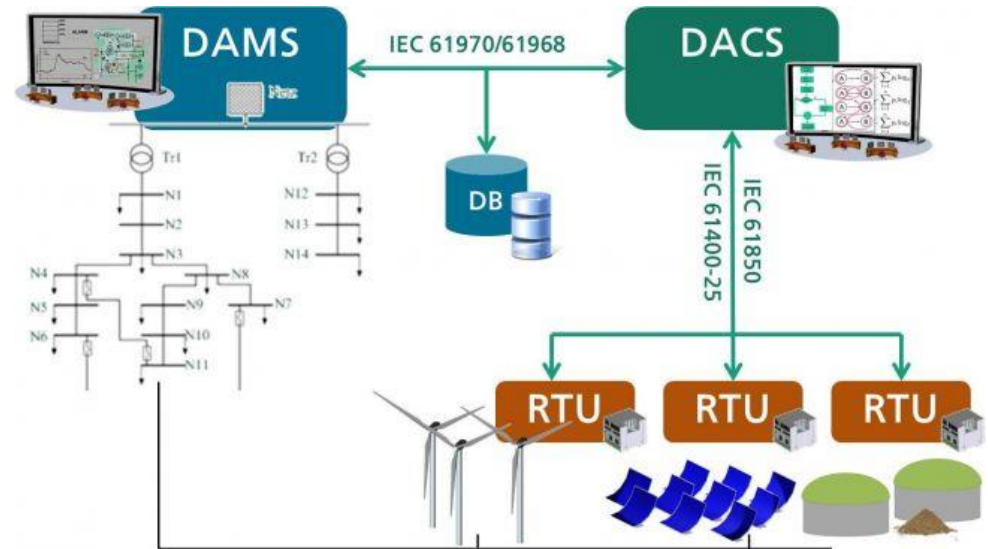 DAMS
IEC 61970/61968
DACS
Netz
Tr1
Tr2
N1
N12
N2
N13
N3
N14
N4
N8
N5
N9
N7
N6
N10
N11
DB
IEC 61850
IEC 61400-25
RTU
RTU
RTU